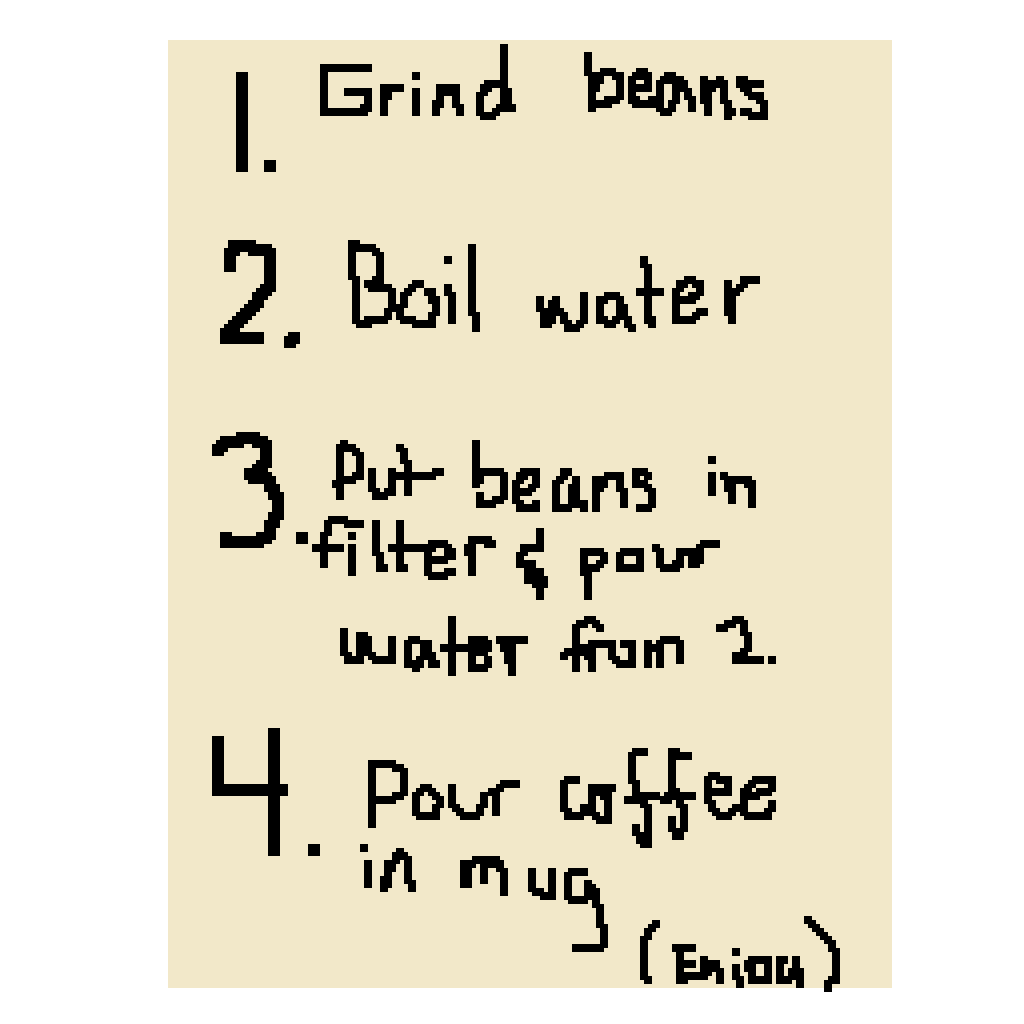 1. Grind beans
2. Boil water
3. Put beans in
filter & pour
water from 2.
4. Pour coffee
in mug
(Enjoy)